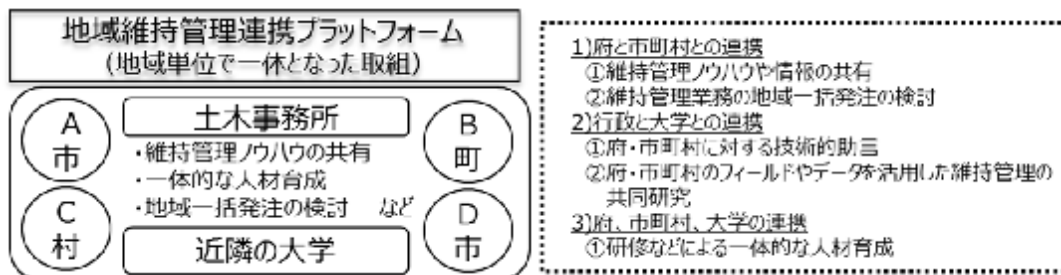 地域維持管理連携プラットフォーム
(地域単位で一体となった取組)
A
市
土木事務所
B
町
・維持管理ノウハウの共有
・一体的な人材育成
・地域一括発注の検討 など
C
村
近隣の大学
D
市
1)府と市町村との連携
①維持管理ノウハウや情報の共有
②維持管理業務の地域一括発注の検討
2)行政と大学との連携
①府・市町村に対する技術的助言
②府・市町村のフィールドやデータを活用した維持管理の
共同研究
3)府、市町村、大学の連携
①研修などによる一体的な人材育成